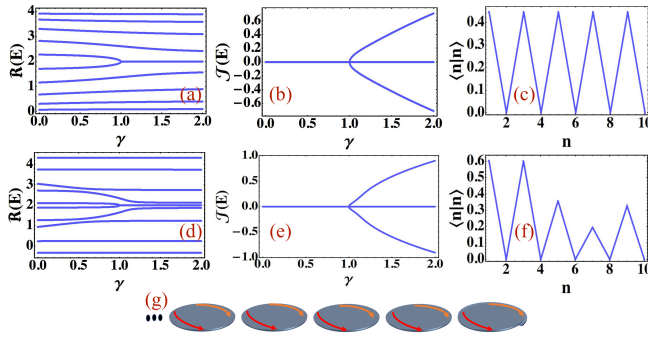 4
3
2
1
0
R(E)
(a)
0.0 0.5 1.0 1.5 2.0
γ
0.6
0.4
0.2
0.0
−0.2
−0.4
−0.6
𝒥(E)
(b)
0.0 0.5 1.0 1.5 2.0
γ
0.4
0.3
0.2
0.1
0.0
⟨n|n⟩
(c)
2 4 6 8 10
n
4
3
2
1
0
R(E)
(d)
0.0 0.5 1.0 1.5 2.0
γ
1.0
0.5
0.0
−0.5
−1.0
𝒥(E)
(e)
0.0 0.5 1.0 1.5 2.0
γ
0.6
0.5
0.4
0.3
0.2
0.1
0.0
⟨n|n⟩
(f)
2 4 6 8 10
n
(g)